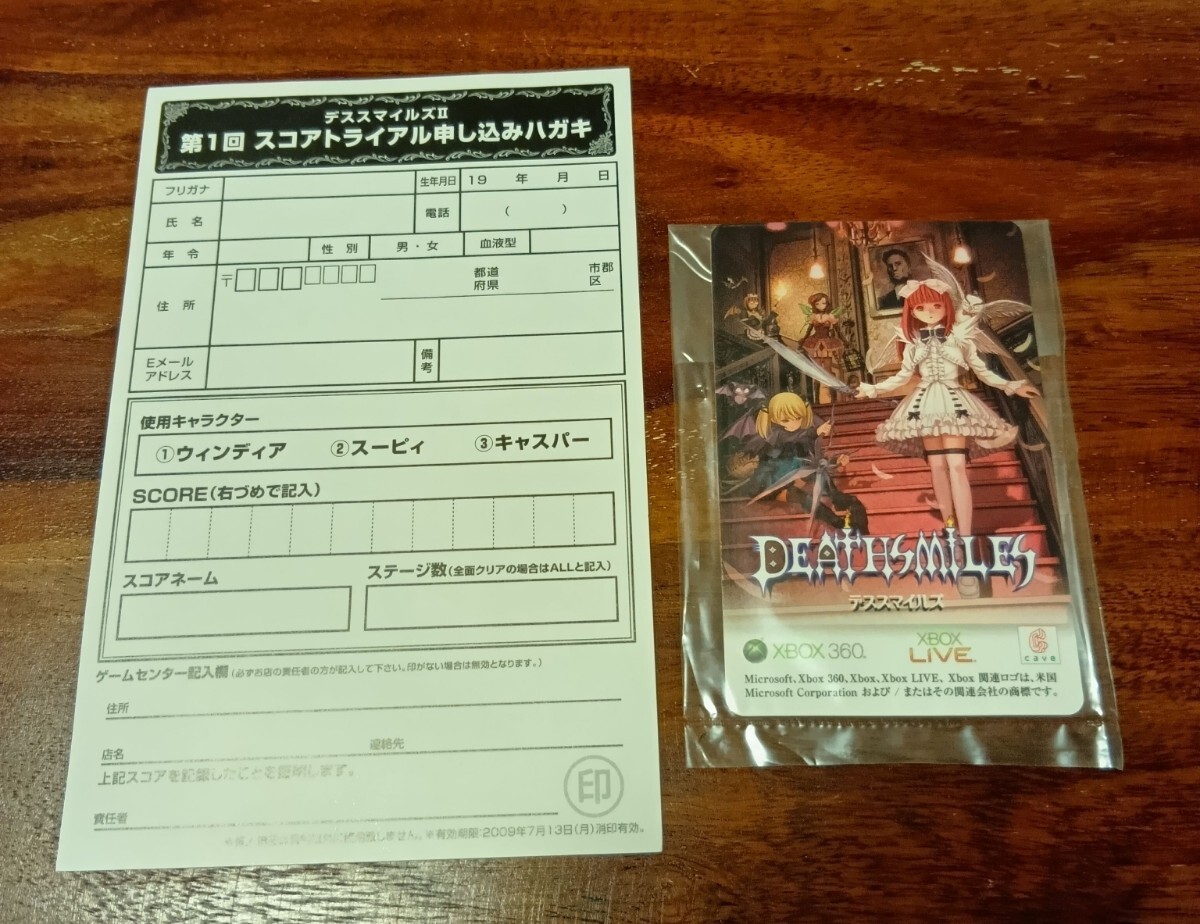 デススマイルズⅡ
第1回 スコアトライアル申し込みハガキ
フリガナ
生年月日 19 年 月 日
氏 名
電話 ( )
年 令
性 別 男・女 血液型
住 所
〒
都道 市郡
府県 区
Eメール
アドレス
備
考
使用キャラクター
①ウィンディア ②スーピィ ③キャスパー
SCORE(右づめで記入)
スコアネーム
ステージ数(全面クリアの場合はALLと記入)
ゲームセンター記入欄(必ずお店の責任者の方が記入して下さい。印がない場合は無効となります。)
住所
店名 連絡先
上記スコアを記録したことを証明します。
印
責任者
※有効期限:2009年7月13日(月)消印有効。
DEATHSMILES
デススマイルズ
XBOX 360
XBOX
LIVE
cave
Microsoft、Xbox 360、Xbox、Xbox LIVE、Xbox 関連ロゴは、米国
Microsoft Corporation および / またはその関連会社の商標です。